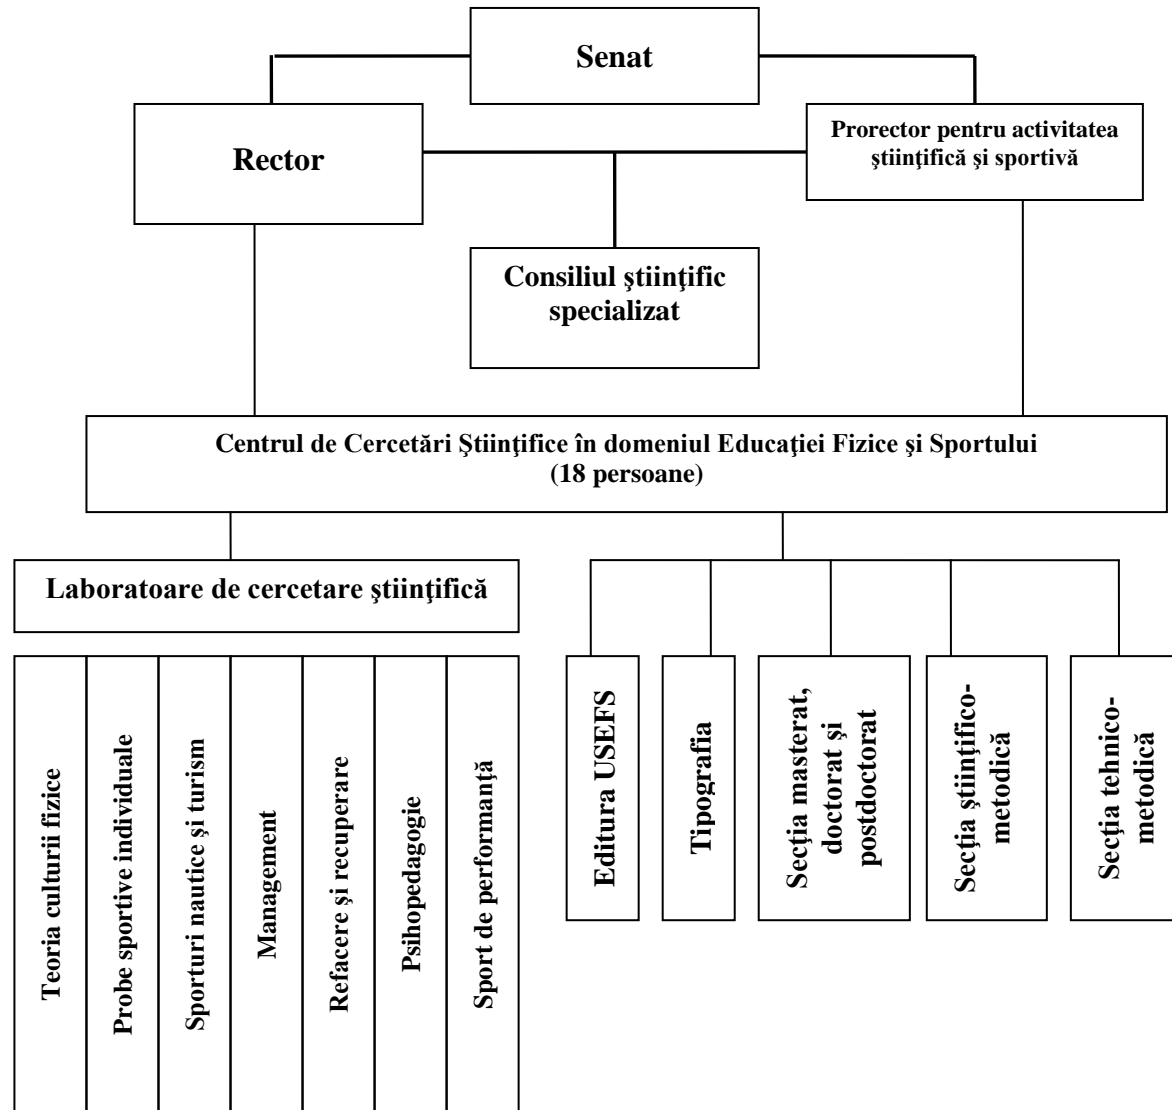 Senat
Rector
Prorector pentru activitatea
ştiinţifică şi sportivă
Consiliul ştiinţific
specializat
Centrul de Cercetări Ştiinţifice în domeniul Educaţiei Fizice şi Sportului
(18 persoane)
Laboratoare de cercetare ştiinţifică
Teoria culturii fizice
Probe sportive individuale
Sporturi nautice şi turism
Management
Refacere şi recuperare
Psihopedagogie
Sport de performanţă
Editura USEFS
Tipografia
Secţia masterat,
doctorat şi
postdoctorat
Secţia ştiinţifico-
metodică
Secţia tehnico-
metodică